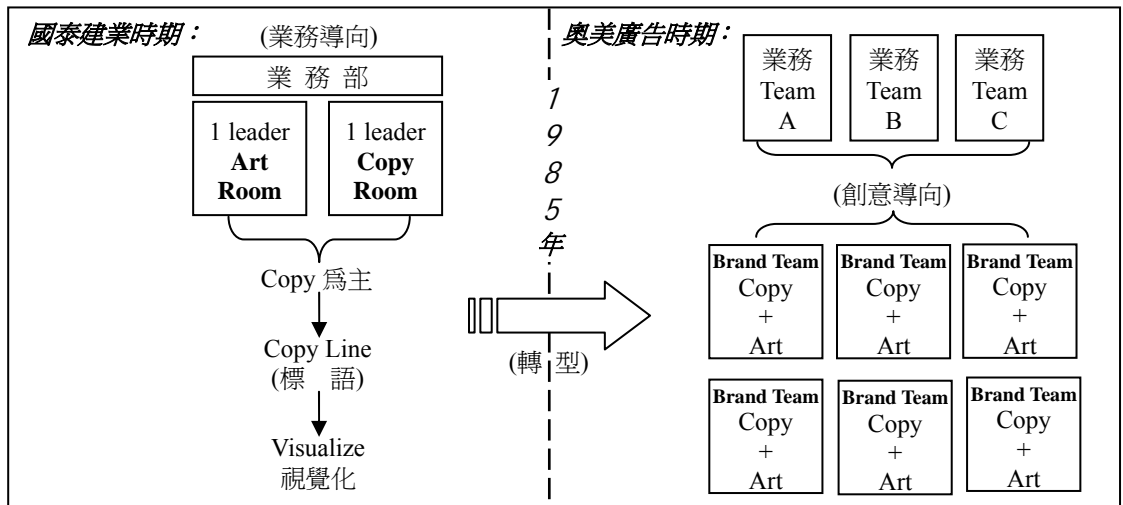 國泰建業時期：
(業務導向)
業 務 部
1 leader
Art
Room
1 leader
Copy
Room
Copy 為主
Copy Line
(標 語)
Visualize
視覺化
1
9
8
5
年
(轉 型)
奧美廣告時期：
業務
Team
A
業務
Team
B
業務
Team
C
(創意導向)
Brand Team
Copy
+
Art
Brand Team
Copy
+
Art
Brand Team
Copy
+
Art
Brand Team
Copy
+
Art
Brand Team
Copy
+
Art
Brand Team
Copy
+
Art